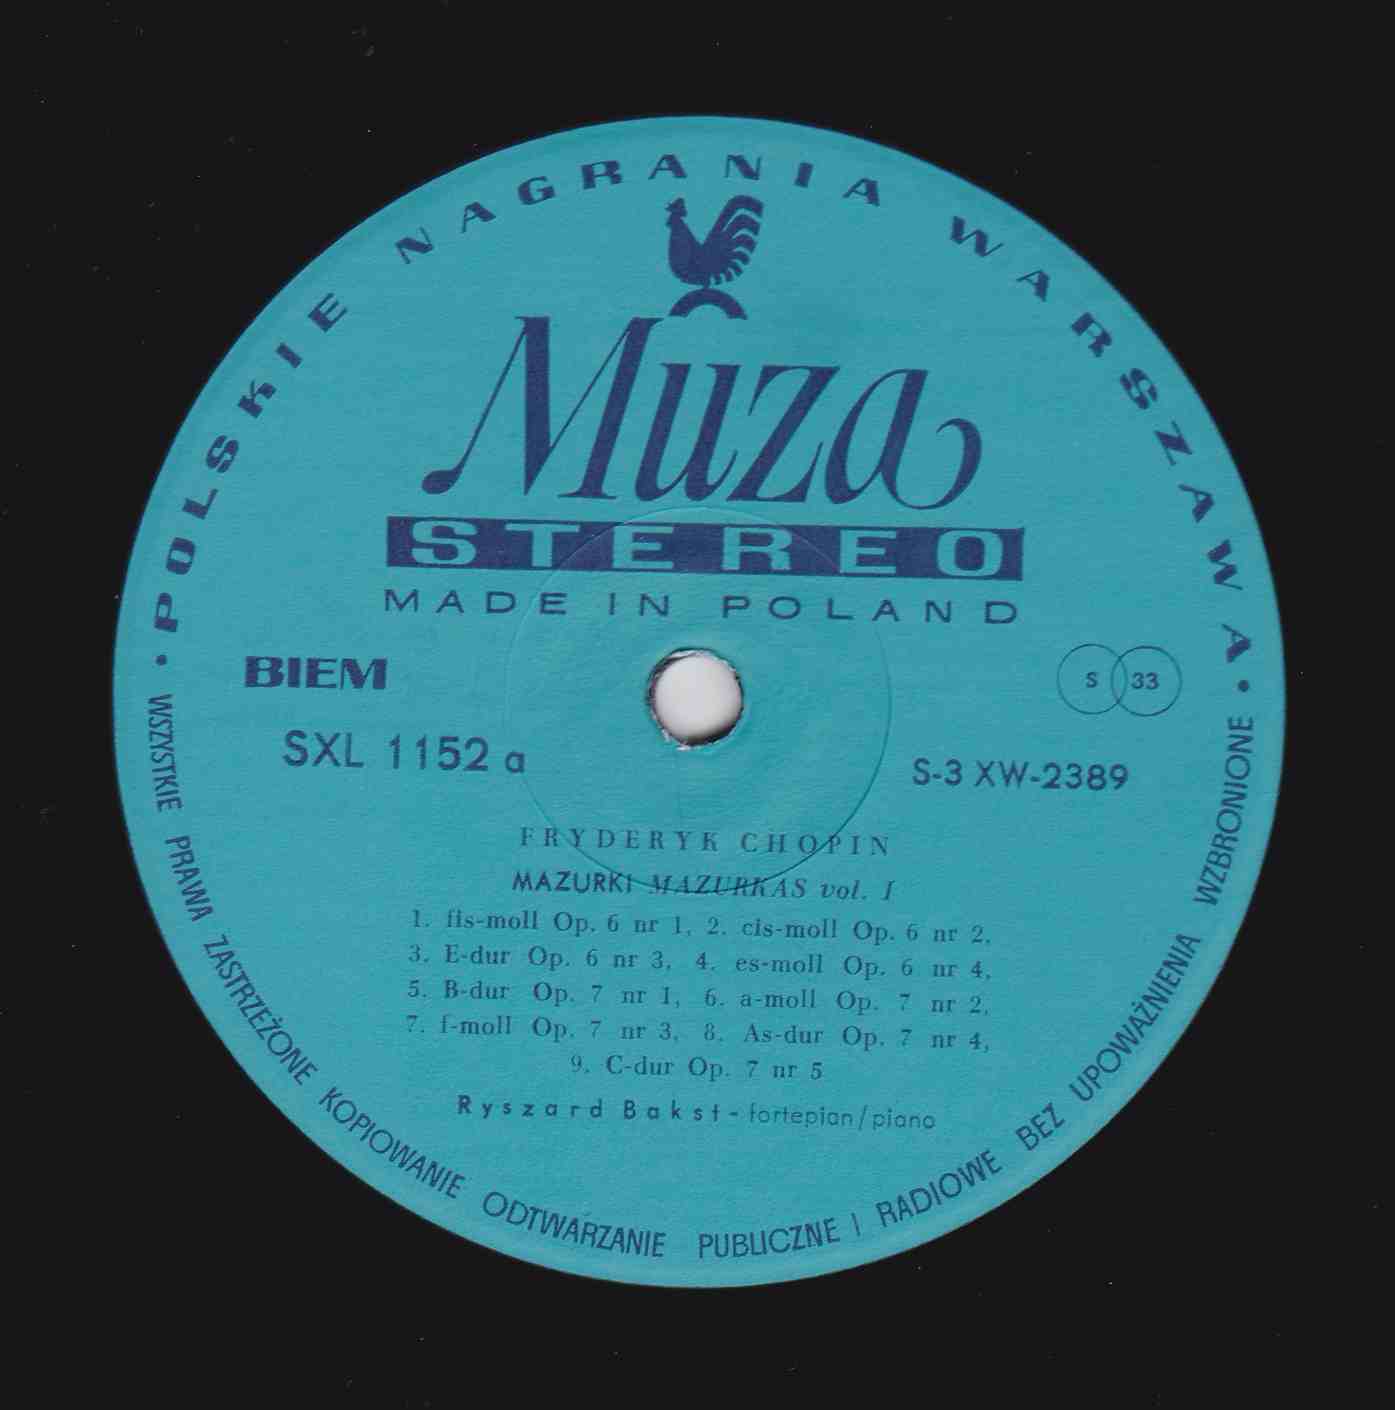 POLSKIE NAGRANIA WARSZAWA
Muza
STEREO
MADE IN POLAND
BIEM
S 33
SXL 1152 a
S-3 XW-2389
FRYDERYK CHOPIN
MAZURKI MAZURKAS vol. I
1. fis-moll Op. 6 nr 1, 2. cis-moll Op. 6 nr 2,
3. E-dur Op. 6 nr 3, 4. es-moll Op. 6 nr 4,
5. B-dur Op. 7 nr 1, 6. a-moll Op. 7 nr 2,
7. f-moll Op. 7 nr 3, 8. As-dur Op. 7 nr 4,
9. C-dur Op. 7 nr 5
Ryszard Bakst - fortepian/piano
• WSZYSTKIE PRAWA ZASTRZEŻONE KOPIOWANIE ODTWARZANIE PUBLICZNE I RADIOWE BEZ UPOWAŻNIENIA WZBRONIONE •